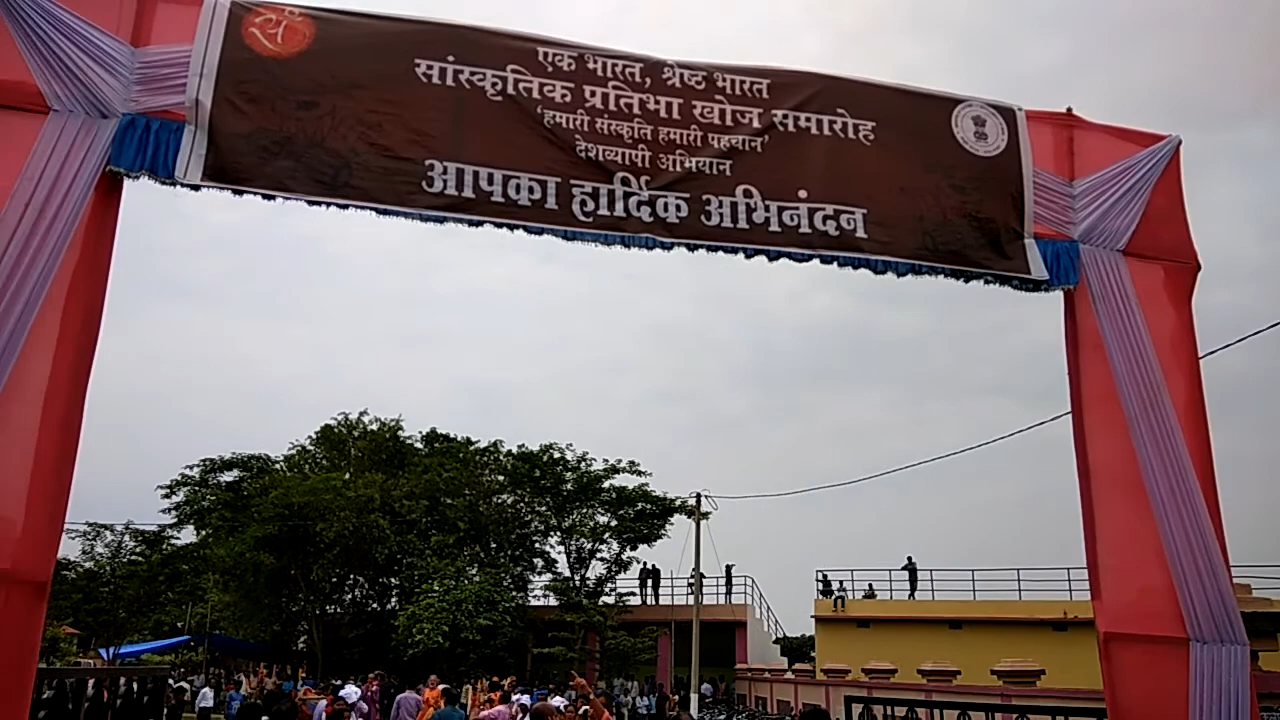 एक भारत, श्रेष्ठ भारत
सांस्कृतिक प्रतिभा खोज समारोह
'हमारी संस्कृति हमारी पहचान'
देशव्यापी अभियान
आपका हार्दिक अभिनंदन